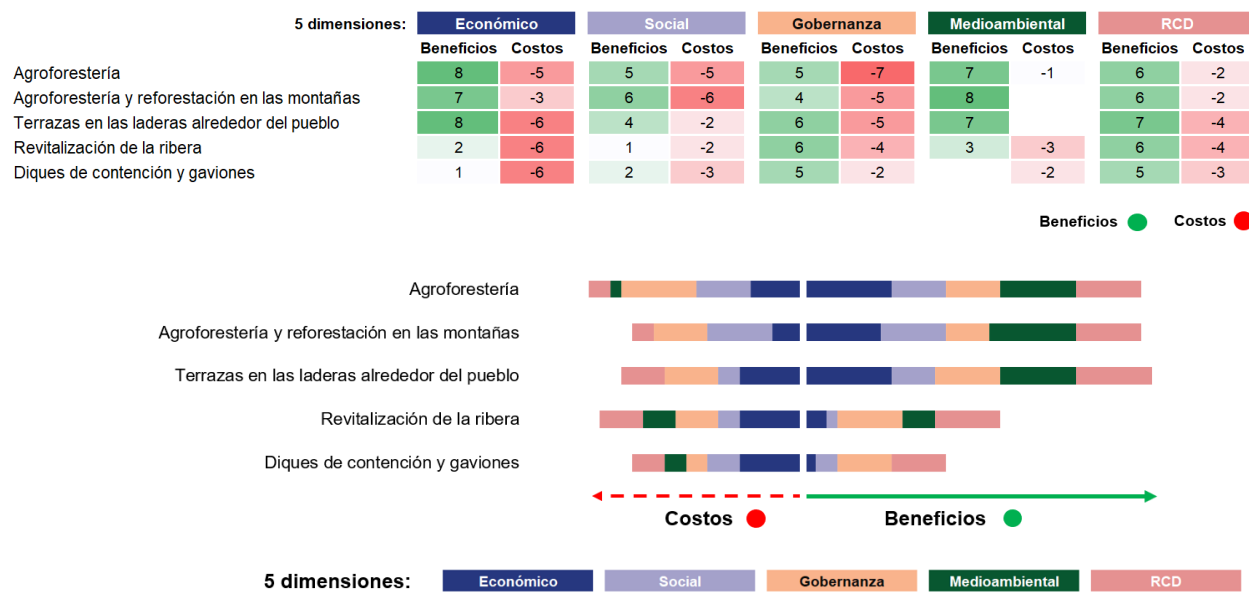 5 dimensiones: Económico Social Gobernanza Medioambiental RCD
Beneficios Costos Beneficios Costos Beneficios Costos Beneficios Costos Beneficios Costos
Agroforestería 8 -5 5 -5 5 -7 7 -1 6 -2
Agroforestería y reforestación en las montañas 7 -3 6 -6 4 -5 8 6 -2
Terrazas en las laderas alrededor del pueblo 8 -6 4 -2 6 -5 7 7 -4
Revitalización de la ribera 2 -6 1 -2 6 -4 3 -3 6 -4
Diques de contención y gaviones 1 -6 2 -3 5 -2 -2 5 -3
Beneficios Costos
Agroforestería
Agroforestería y reforestación en las montañas
Terrazas en las laderas alrededor del pueblo
Revitalización de la ribera
Diques de contención y gaviones
Costos Beneficios
5 dimensiones: Económico Social Gobernanza Medioambiental RCD